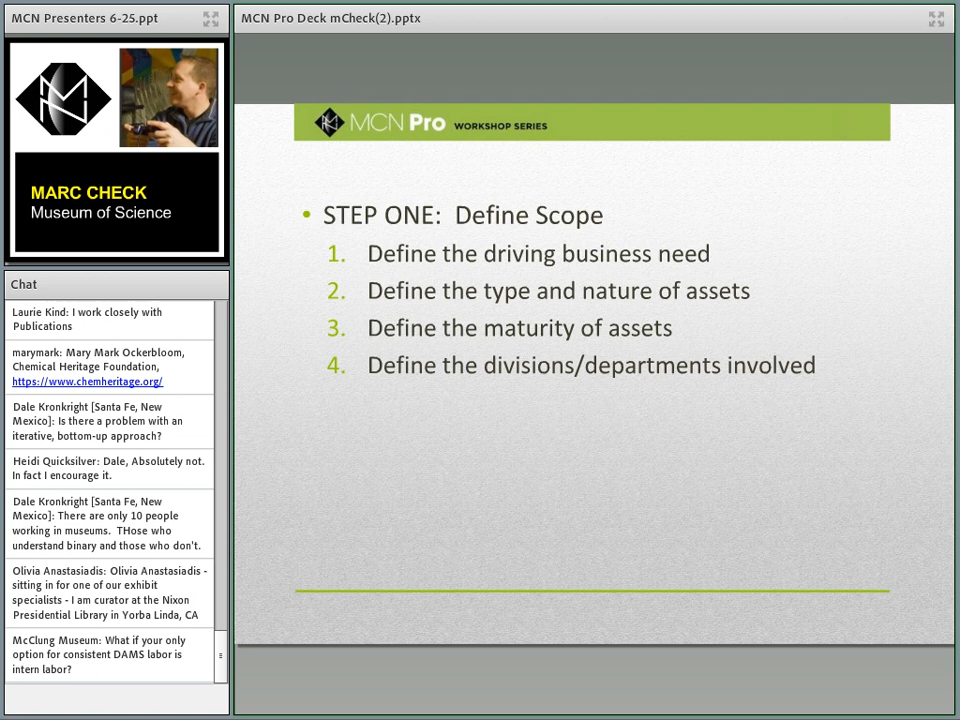 MCN Presenters 6-25.ppt
MARC CHECK
Museum of Science
Chat
Laurie Kind: I work closely with
Publications
marymark: Mary Mark Ockerbloom,
Chemical Heritage Foundation,
https://www.chemheritage.org/
Dale Kronkright [Santa Fe, New
Mexico]: Is there a problem with an
iterative, bottom-up approach?
Heidi Quicksilver: Dale, Absolutely not.
In fact I encourage it.
Dale Kronkright [Santa Fe, New
Mexico]: There are only 10 people
working in museums.  THose who
understand binary and those who don't.
Olivia Anastasiadis: Olivia Anastasiadis -
sitting in for one of our exhibit
specialists - I am curator at the Nixon
Presidential Library in Yorba Linda, CA
McClung Museum: What if your only
option for consistent DAMS labor is
intern labor?
MCN Pro Deck mCheck(2).pptx
MCN Pro WORKSHOP SERIES
• STEP ONE:  Define Scope
1. Define the driving business need
2. Define the type and nature of assets
3. Define the maturity of assets
4. Define the divisions/departments involved